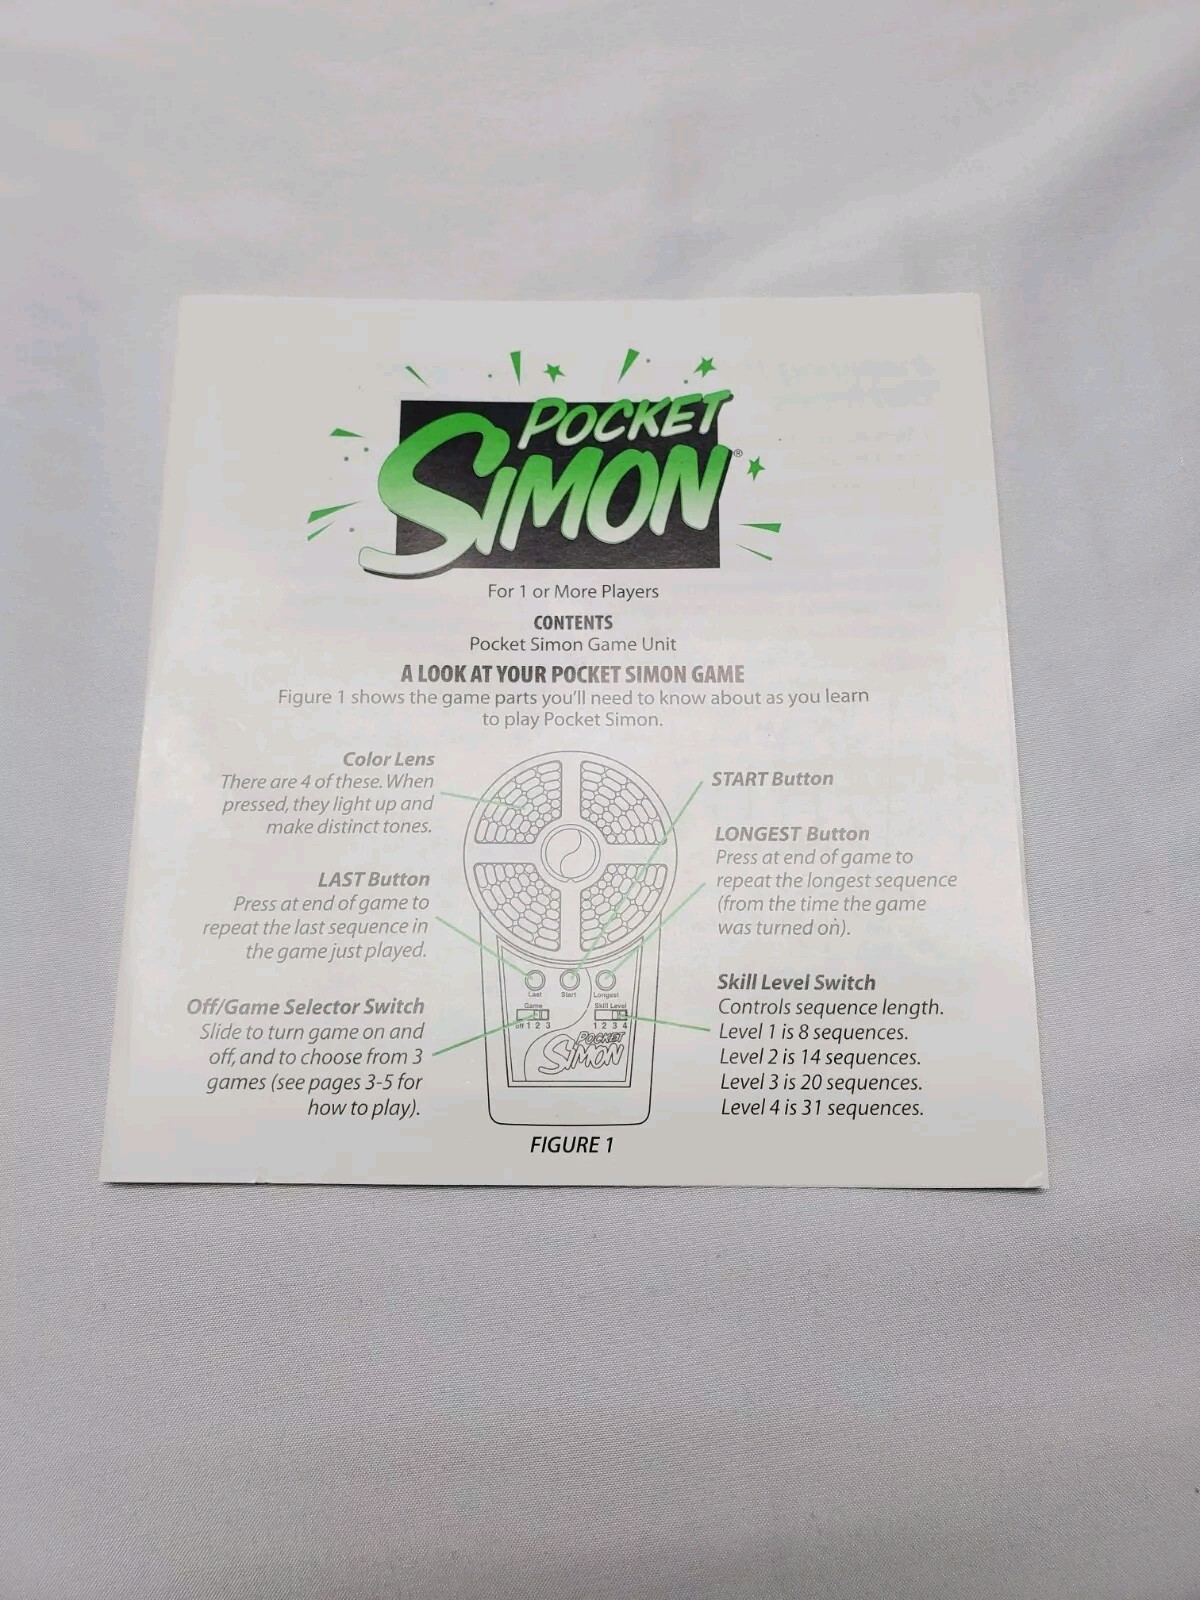 POCKET
SIMON®
For 1 or More Players
CONTENTS
Pocket Simon Game Unit
A LOOK AT YOUR POCKET SIMON GAME
Figure 1 shows the game parts you'll need to know about as you learn
to play Pocket Simon.
Color Lens
There are 4 of these. When
pressed, they light up and
make distinct tones.
LAST Button
Press at end of game to
repeat the last sequence in
the game just played.
Off/Game Selector Switch
Slide to turn game on and
off, and to choose from 3
games (see pages 3-5 for
how to play).
START Button
LONGEST Button
Press at end of game to
repeat the longest sequence
(from the time the game
was turned on).
Skill Level Switch
Controls sequence length.
Level 1 is 8 sequences.
Level 2 is 14 sequences.
Level 3 is 20 sequences.
Level 4 is 31 sequences.
Last Start Longest
Game Skill Level
off 1 2 3 1 2 3 4
POCKET
SIMON
FIGURE 1